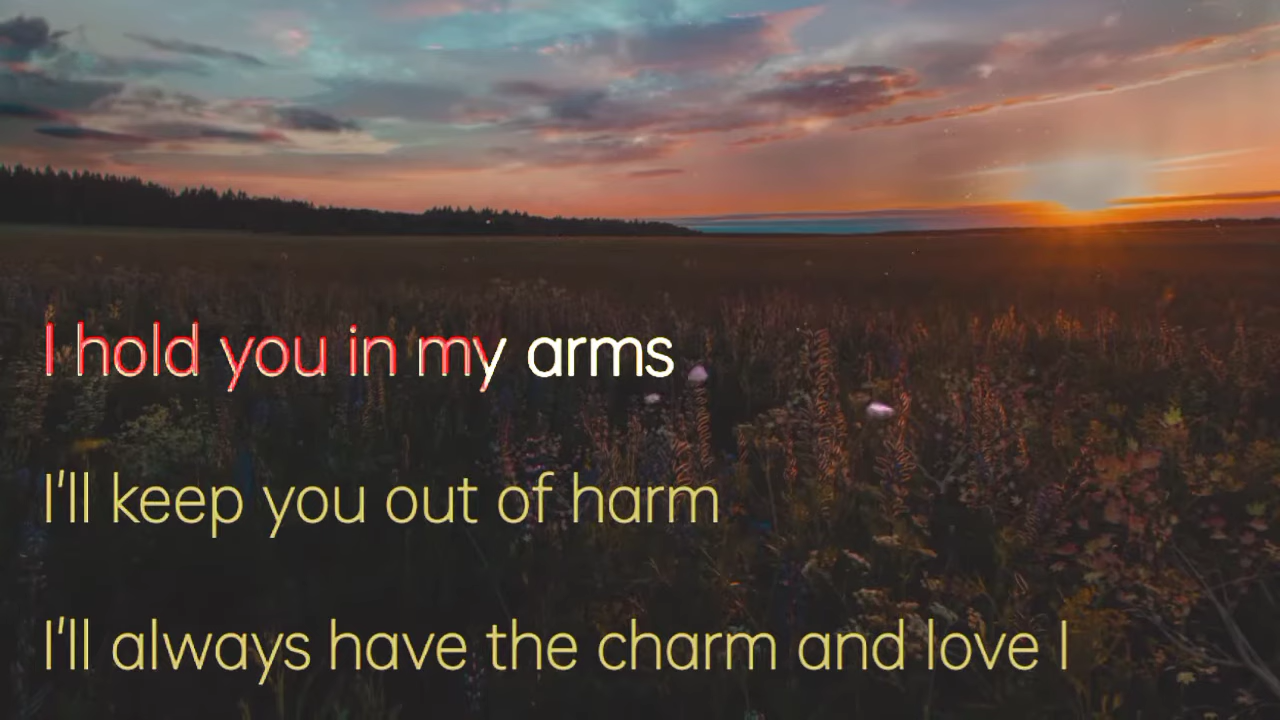 I hold you in my arms
I'll keep you out of harm
I'll always have the charm and love I